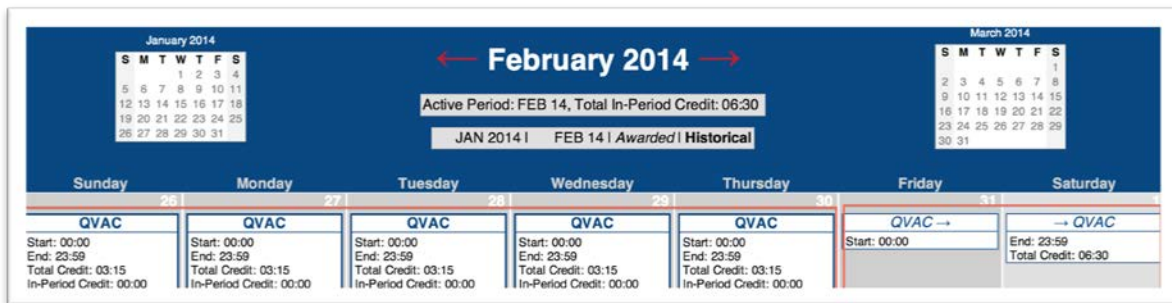 January 2014
S M T W T F S
1 2 3 4
5 6 7 8 9 10 11
12 13 14 15 16 17 18
19 20 21 22 23 24 25
26 27 28 29 30 31
← February 2014 →
Active Period: FEB 14, Total In-Period Credit: 06:30
JAN 2014 | FEB 14 | Awarded | Historical
March 2014
S M T W T F S
1
2 3 4 5 6 7 8
9 10 11 12 13 14 15
16 17 18 19 20 21 22
23 24 25 26 27 28 29
30 31
Sunday Monday Tuesday Wednesday Thursday Friday Saturday
26 27 28 29 30 31 1
QVAC QVAC QVAC QVAC QVAC QVAC → → QVAC
Start: 00:00 Start: 00:00 Start: 00:00 Start: 00:00 Start: 00:00 Start: 00:00 End: 23:59
End: 23:59 End: 23:59 End: 23:59 End: 23:59 End: 23:59 Total Credit: 06:30
Total Credit: 03:15 Total Credit: 03:15 Total Credit: 03:15 Total Credit: 03:15 Total Credit: 03:15
In-Period Credit: 00:00 In-Period Credit: 00:00 In-Period Credit: 00:00 In-Period Credit: 00:00 In-Period Credit: 00:00